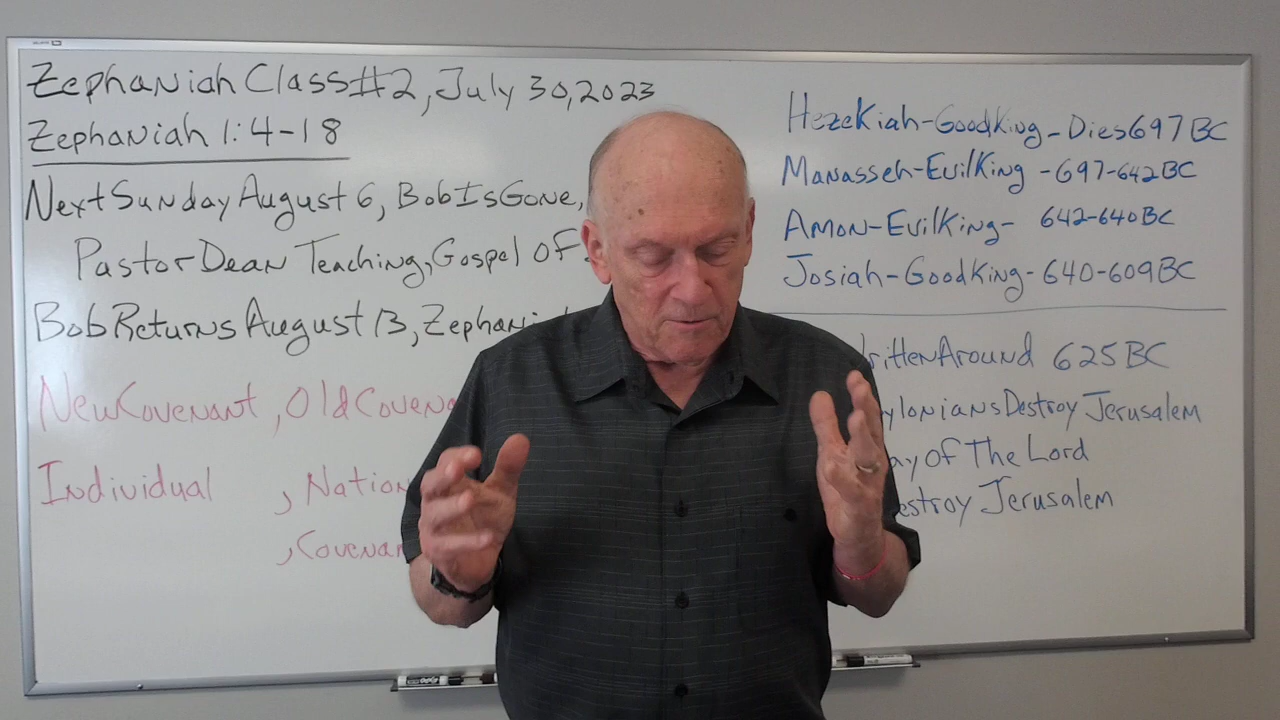 Zephaniah Class #2, July 30, 2023
Zephaniah 1:4-18
Next Sunday August 6, Bob Is Gone,
Pastor Dean Teaching, Gospel Of
Bob Returns August 13, Zephani
New Covenant, Old Covena
Individual , Nation
, Covenan
Hezekiah-Good King-Dies 697 BC
Manasseh-Evil King -697-642 BC
Amon-Evil King- 642-640 BC
Josiah-Good King-640-609 BC
ritten Around 625 BC
ylonians Destroy Jerusalem
ay Of The Lord
estroy Jerusalem